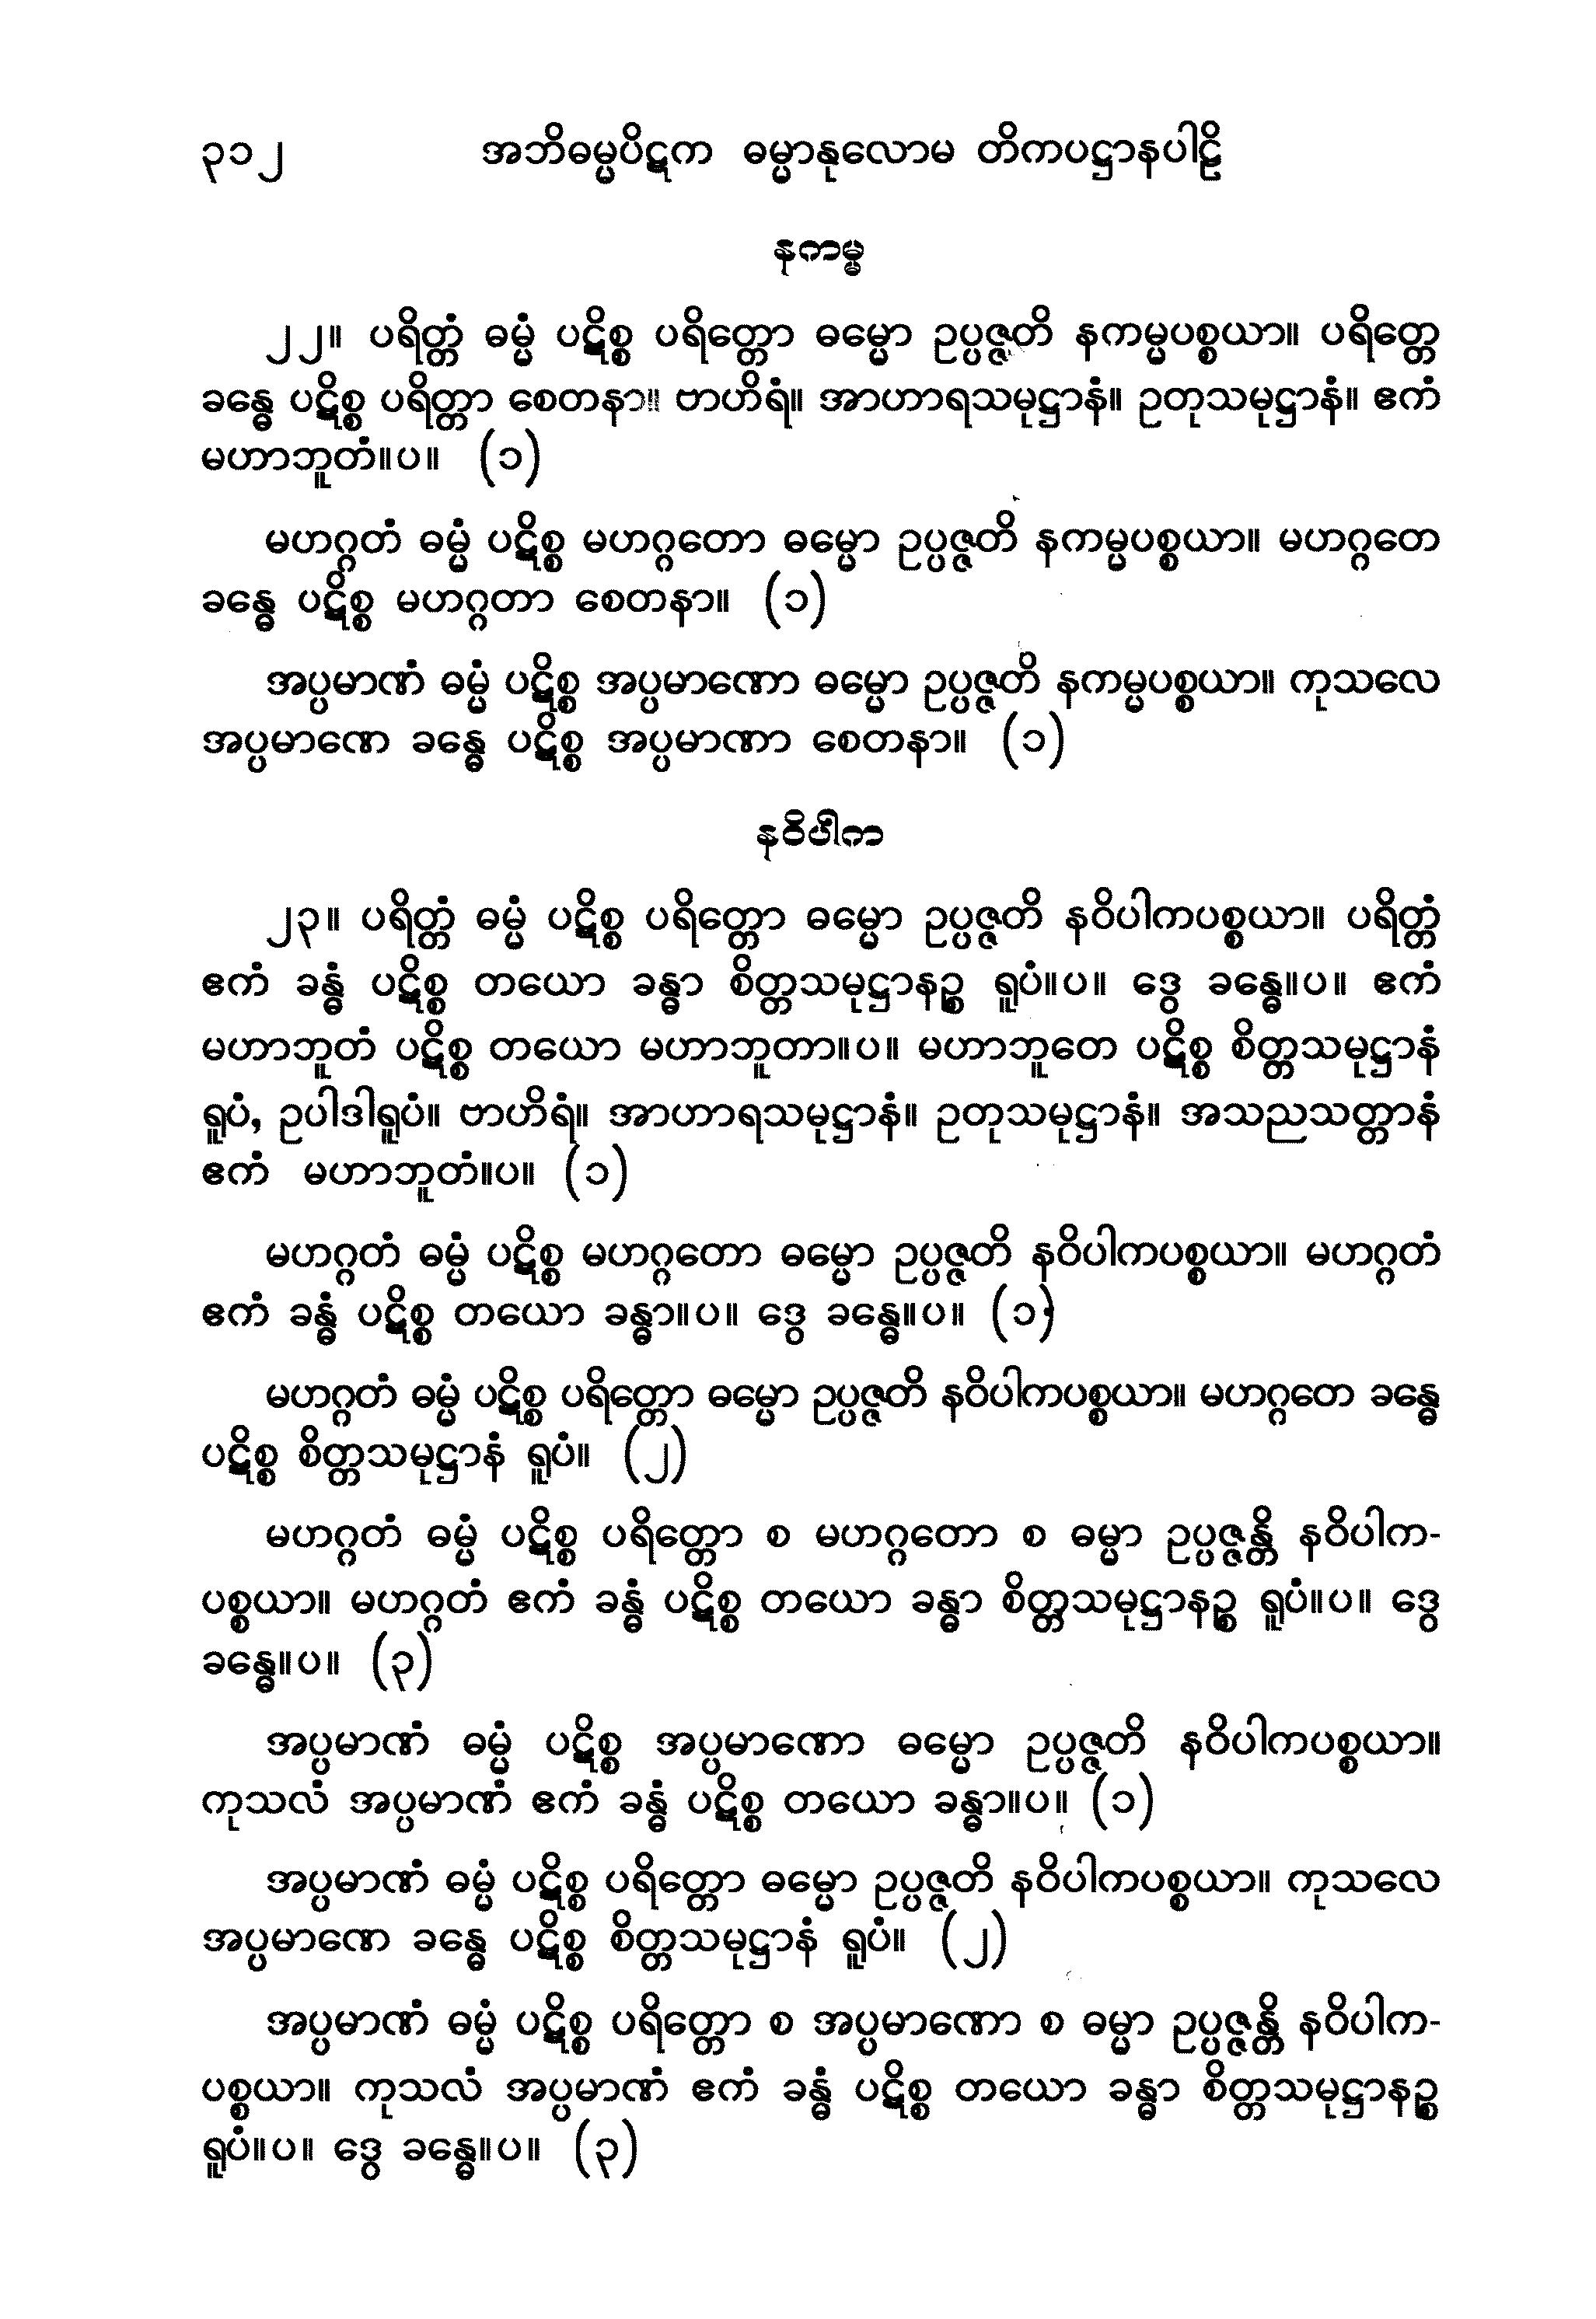 ၃၁၂ အဘိဓမ္မပိဋက ဓမ္မာနုလောမ တိကပဋ္ဌာနပါဠိ
နကမ္မ
၂၂။ ပရိတ္တံ ဓမ္မံ ပဋိစ္စ ပရိတ္တော ဓမ္မော ဥပ္ပဇ္ဇတိ နကမ္မပစ္စယာ။ ပရိတ္တေ
ခန္ဓေ ပဋိစ္စ ပရိတ္တာ စေတနာ။ ဗာဟိရံ။ အာဟာရသမုဋ္ဌာနံ။ ဥတုသမုဋ္ဌာနံ။ ဧကံ
မဟာဘူတံ။ပ။ (၁)
မဟဂ္ဂတံ ဓမ္မံ ပဋိစ္စ မဟဂ္ဂတော ဓမ္မော ဥပ္ပဇ္ဇတိ နကမ္မပစ္စယာ။ မဟဂ္ဂတေ
ခန္ဓေ ပဋိစ္စ မဟဂ္ဂတာ စေတနာ။ (၁)
အပ္ပမာဏံ ဓမ္မံ ပဋိစ္စ အပ္ပမာဏော ဓမ္မော ဥပ္ပဇ္ဇတိ နကမ္မပစ္စယာ။ ကုသလေ
အပ္ပမာဏေ ခန္ဓေ ပဋိစ္စ အပ္ပမာဏာ စေတနာ။ (၁)
နဝိပါက
၂၃။ ပရိတ္တံ ဓမ္မံ ပဋိစ္စ ပရိတ္တော ဓမ္မော ဥပ္ပဇ္ဇတိ နဝိပါကပစ္စယာ။ ပရိတ္တံ
ဧကံ ခန္ဓံ ပဋိစ္စ တယော ခန္ဓာ စိတ္တသမုဋ္ဌာနဉ္စ ရူပံ။ပ။ ဒွေ ခန္ဓေ။ပ။ ဧကံ
မဟာဘူတံ ပဋိစ္စ တယော မဟာဘူတာ။ပ။ မဟာဘူတေ ပဋိစ္စ စိတ္တသမုဋ္ဌာနံ
ရူပံ, ဥပါဒါရူပံ။ ဗာဟိရံ။ အာဟာရသမုဋ္ဌာနံ။ ဥတုသမုဋ္ဌာနံ။ အသညသတ္တာနံ
ဧကံ မဟာဘူတံ။ပ။ (၁)
မဟဂ္ဂတံ ဓမ္မံ ပဋိစ္စ မဟဂ္ဂတော ဓမ္မော ဥပ္ပဇ္ဇတိ နဝိပါကပစ္စယာ။ မဟဂ္ဂတံ
ဧကံ ခန္ဓံ ပဋိစ္စ တယော ခန္ဓာ။ပ။ ဒွေ ခန္ဓေ။ပ။ (၁)
မဟဂ္ဂတံ ဓမ္မံ ပဋိစ္စ ပရိတ္တော ဓမ္မော ဥပ္ပဇ္ဇတိ နဝိပါကပစ္စယာ။ မဟဂ္ဂတေ ခန္ဓေ
ပဋိစ္စ စိတ္တသမုဋ္ဌာနံ ရူပံ။ (၂)
မဟဂ္ဂတံ ဓမ္မံ ပဋိစ္စ ပရိတ္တော စ မဟဂ္ဂတော စ ဓမ္မာ ဥပ္ပဇ္ဇန္တိ နဝိပါက-
ပစ္စယာ။ မဟဂ္ဂတံ ဧကံ ခန္ဓံ ပဋိစ္စ တယော ခန္ဓာ စိတ္တသမုဋ္ဌာနဉ္စ ရူပံ။ပ။ ဒွေ
ခန္ဓေ။ပ။ (၃)
အပ္ပမာဏံ ဓမ္မံ ပဋိစ္စ အပ္ပမာဏော ဓမ္မော ဥပ္ပဇ္ဇတိ နဝိပါကပစ္စယာ။
ကုသလံ အပ္ပမာဏံ ဧကံ ခန္ဓံ ပဋိစ္စ တယော ခန္ဓာ။ပ။ (၁)
အပ္ပမာဏံ ဓမ္မံ ပဋိစ္စ ပရိတ္တော ဓမ္မော ဥပ္ပဇ္ဇတိ နဝိပါကပစ္စယာ။ ကုသလေ
အပ္ပမာဏေ ခန္ဓေ ပဋိစ္စ စိတ္တသမုဋ္ဌာနံ ရူပံ။ (၂)
အပ္ပမာဏံ ဓမ္မံ ပဋိစ္စ ပရိတ္တော စ အပ္ပမာဏော စ ဓမ္မာ ဥပ္ပဇ္ဇန္တိ နဝိပါက-
ပစ္စယာ။ ကုသလံ အပ္ပမာဏံ ဧကံ ခန္ဓံ ပဋိစ္စ တယော ခန္ဓာ စိတ္တသမုဋ္ဌာနဉ္စ
ရူပံ။ပ။ ဒွေ ခန္ဓေ။ပ။ (၃)